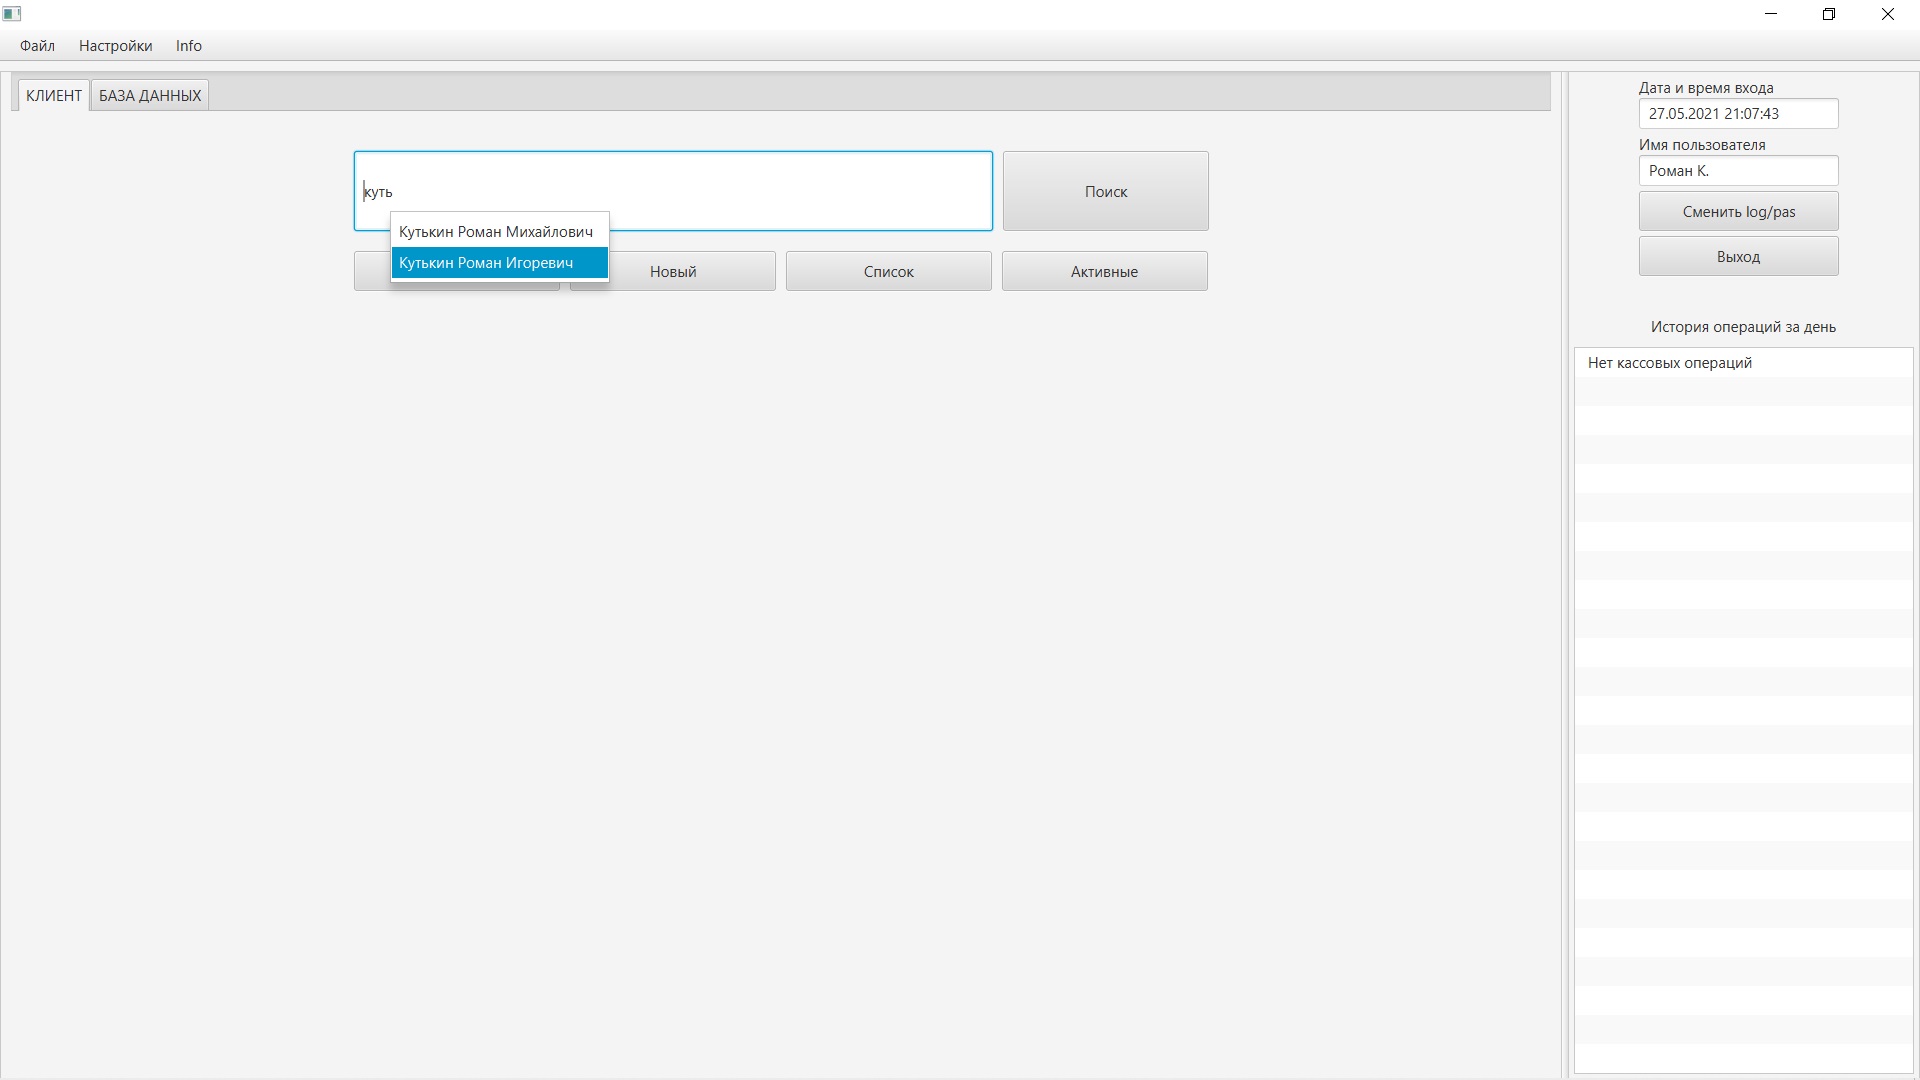 Файл Настройки Info
КЛИЕНТ БАЗА ДАННЫХ
куть
Поиск
Кутькин Роман Михайлович
Кутькин Роман Игоревич
Новый
Список
Активные
Дата и время входа
27.05.2021 21:07:43
Имя пользователя
Роман К.
Сменить log/pas
Выход
История операций за день
Нет кассовых операций